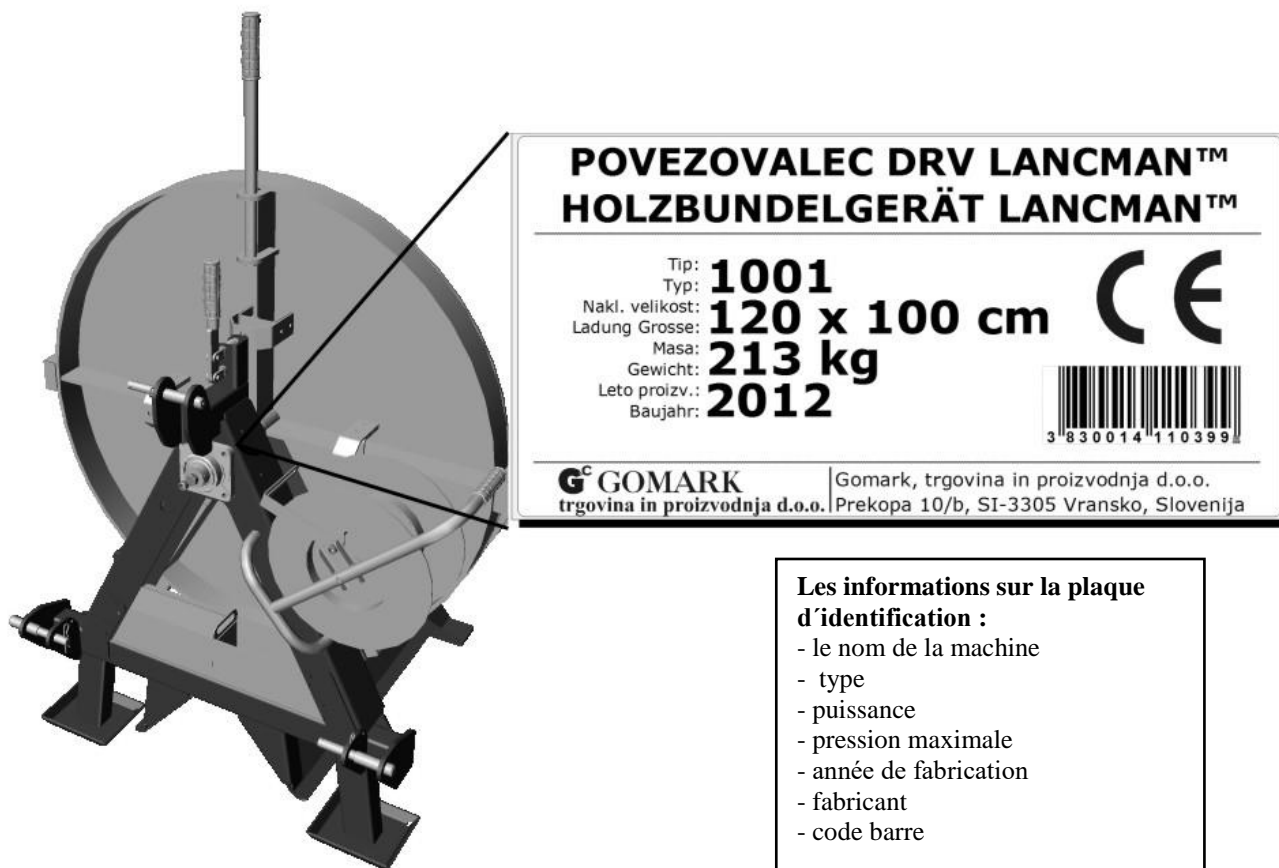 POVEZOVALEC DRV LANCMAN™
HOLZBUNDELGERÄT LANCMAN™
Tip:
Typ: 1001
Nakl. velikost:
Ladung Grosse: 120 x 100 cm
Masa:
Gewicht: 213 kg
Leto proizv.:
Baujahr: 2012
CE
3 830014 110399
GC GOMARK
trgovina in proizvodnja d.o.o.
Gomark, trgovina in proizvodnja d.o.o.
Prekopa 10/b, SI-3305 Vransko, Slovenija
Les informations sur la plaque
d´identification :
- le nom de la machine
- type
- puissance
- pression maximale
- année de fabrication
- fabricant
- code barre